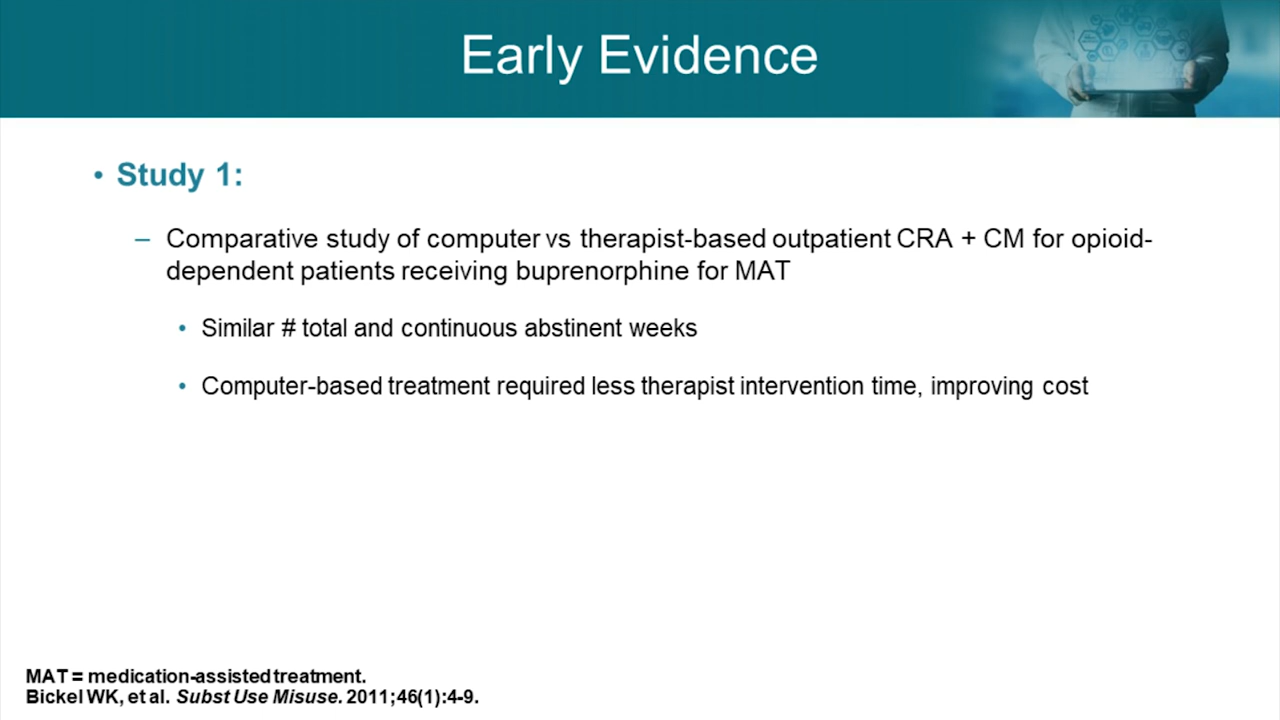 Early Evidence
• Study 1:
– Comparative study of computer vs therapist-based outpatient CRA + CM for opioid-
dependent patients receiving buprenorphine for MAT
• Similar # total and continuous abstinent weeks
• Computer-based treatment required less therapist intervention time, improving cost
MAT = medication-assisted treatment.
Bickel WK, et al. Subst Use Misuse. 2011;46(1):4-9.